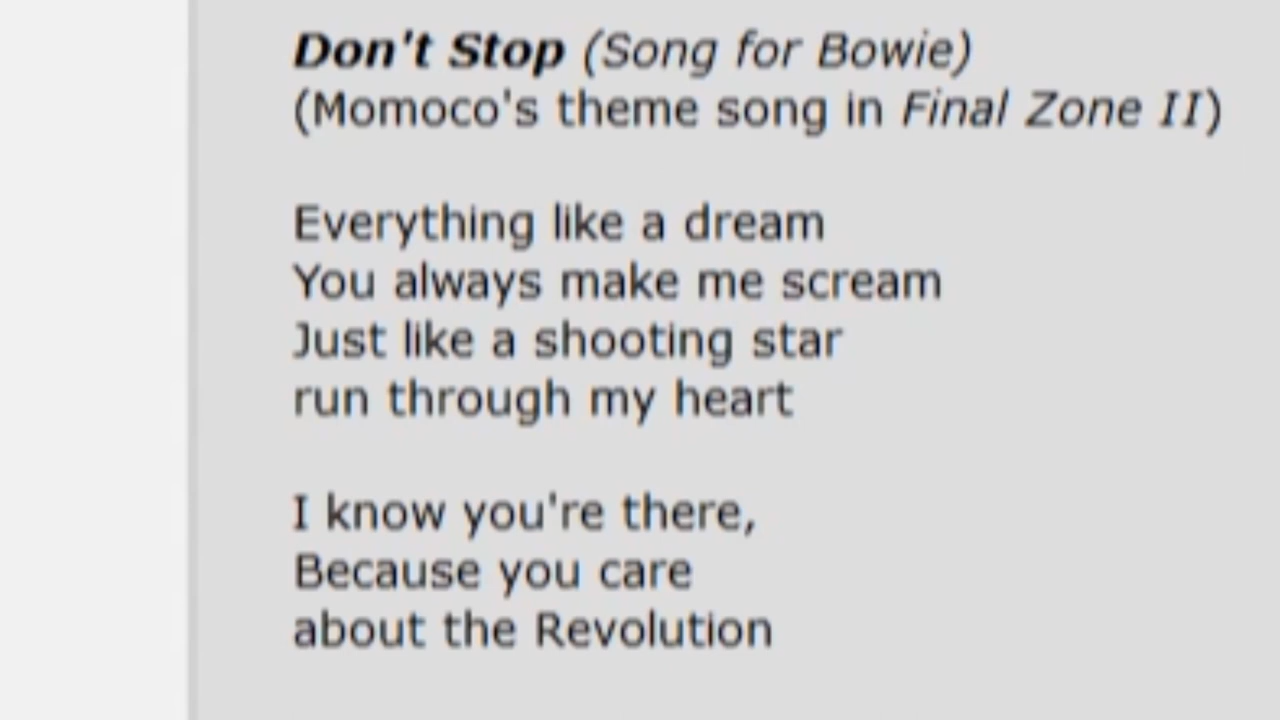 Don't Stop (Song for Bowie)
(Momoco's theme song in Final Zone II)
Everything like a dream
You always make me scream
Just like a shooting star
run through my heart
I know you're there,
Because you care
about the Revolution